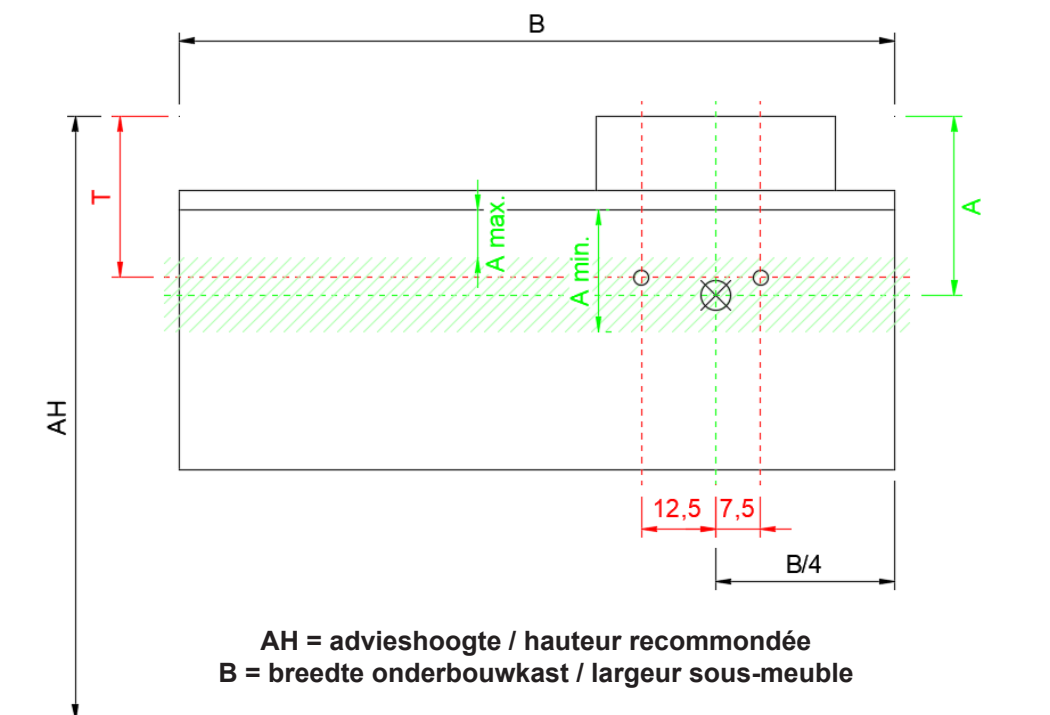 B
T
A max.
A min.
A
AH
12,5
7,5
B/4
AH = advieshoogte / hauteur recommondée
B = breedte onderbouwkast / largeur sous-meuble